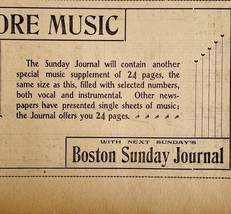 ORE MUSIC
The Sunday Journal will contain another
special music supplement of 24 pages, the
same size as this, filled with selected numbers,
both vocal and instrumental. Other news-
papers have presented single sheets of music;
the Journal offers you 24 pages.
WITH NEXT SUNDAY'S
Boston Sunday Journal